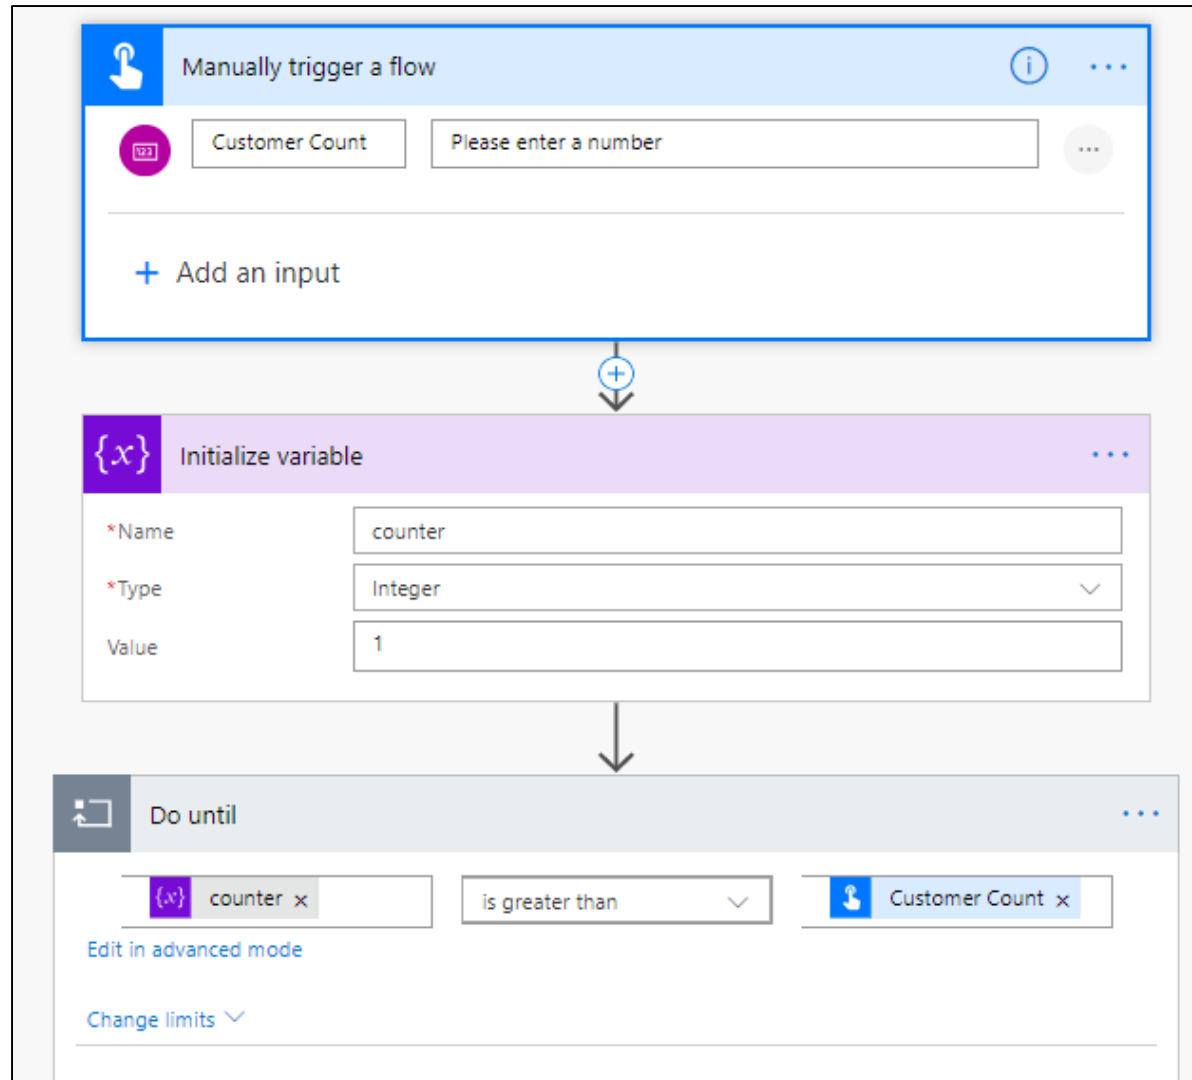 Manually trigger a flow
123 Customer Count Please enter a number
+ Add an input
{x} Initialize variable
*Name counter
*Type Integer
Value 1
Do until
{x} counter × is greater than Customer Count ×
Edit in advanced mode
Change limits